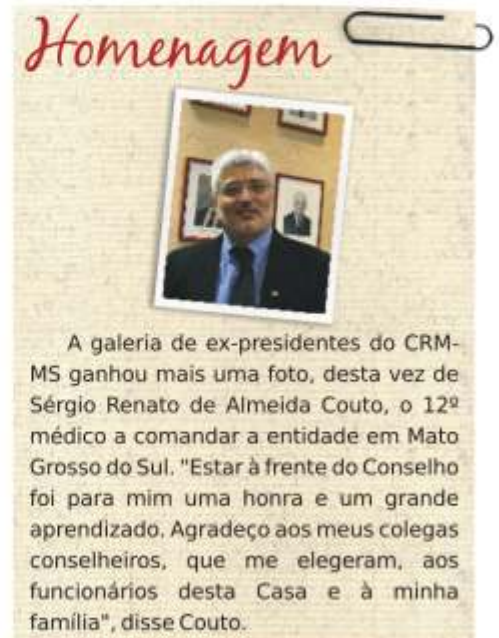 Homenagem
A galeria de ex-presidentes do CRM-
MS ganhou mais uma foto, desta vez de
Sérgio Renato de Almeida Couto, o 12º
médico a comandar a entidade em Mato
Grosso do Sul. "Estar à frente do Conselho
foi para mim uma honra e um grande
aprendizado. Agradeço aos meus colegas
conselheiros, que me elegeram, aos
funcionários desta Casa e à minha
família", disse Couto.